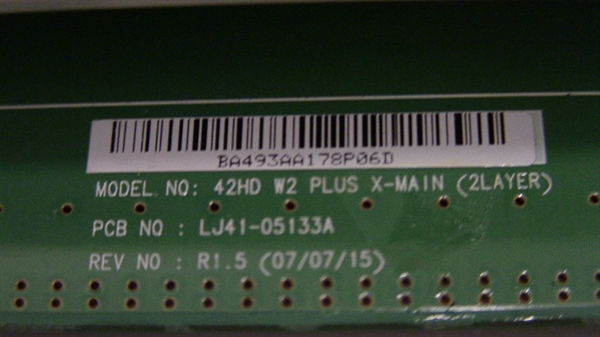 BA493AA178P06D
MODEL NO: 42HD W2 PLUS X-MAIN (2LAYER)
PCB NO : LJ41-05133A
REV NO : R1.5 (07/07/15)